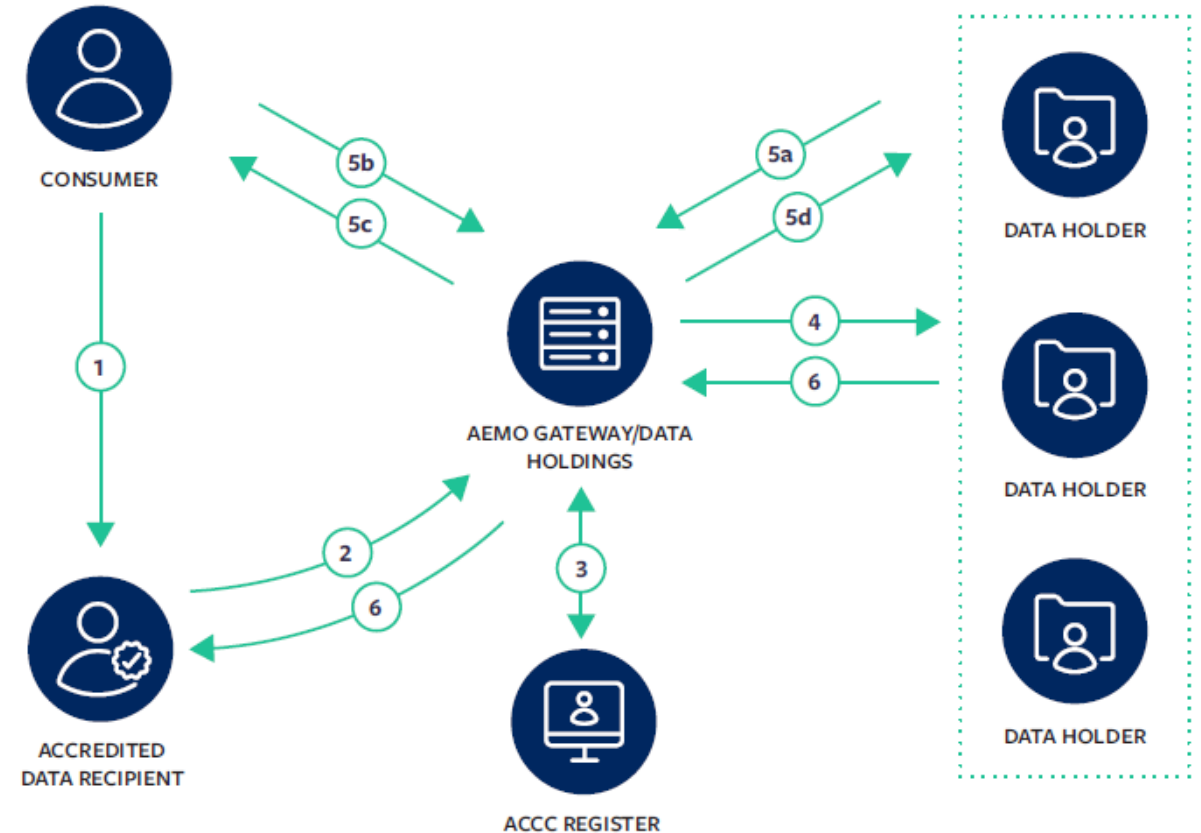 CONSUMER
5b
5c
5a
5d
DATA HOLDER
1
4
6
AEMO GATEWAY/DATA
HOLDINGS
DATA HOLDER
2
6
3
ACCREDITED
DATA RECIPIENT
ACCC REGISTER
DATA HOLDER